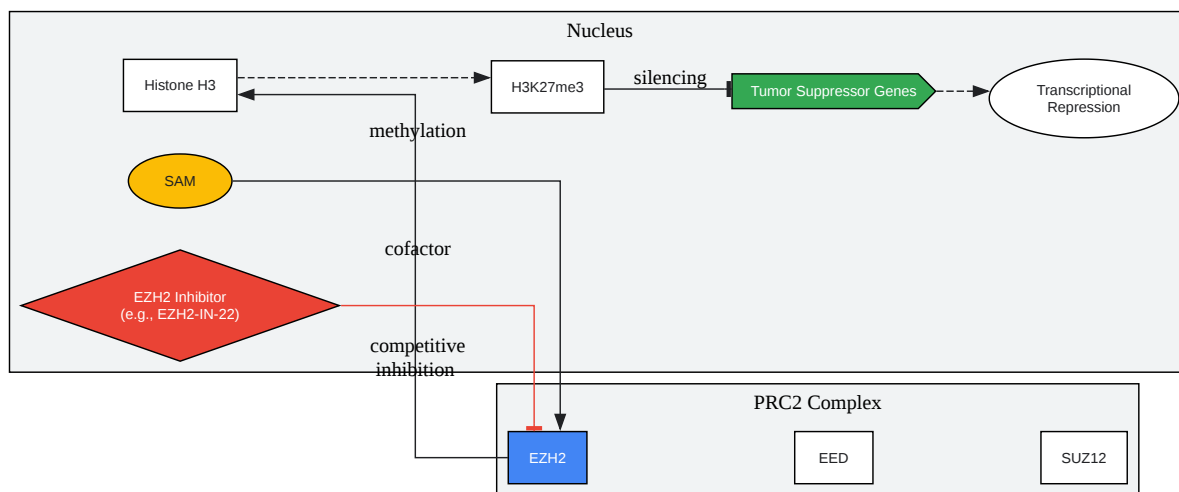 Nucleus
Histone H3
H3K27me3
silencing
Tumor Suppressor Genes
Transcriptional
Repression
methylation
SAM
cofactor
EZH2 Inhibitor
(e.g., EZH2-IN-22)
competitive
inhibition
PRC2 Complex
EZH2
EED
SUZ12